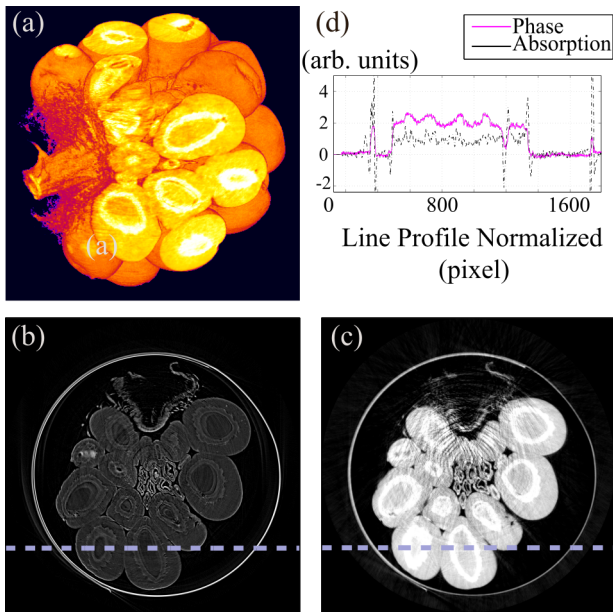 (a)
(a)
(d)
Phase
Absorption
(arb. units)
4
2
0
-2
0 800 1600
Line Profile Normalized
(pixel)
(b)
(c)